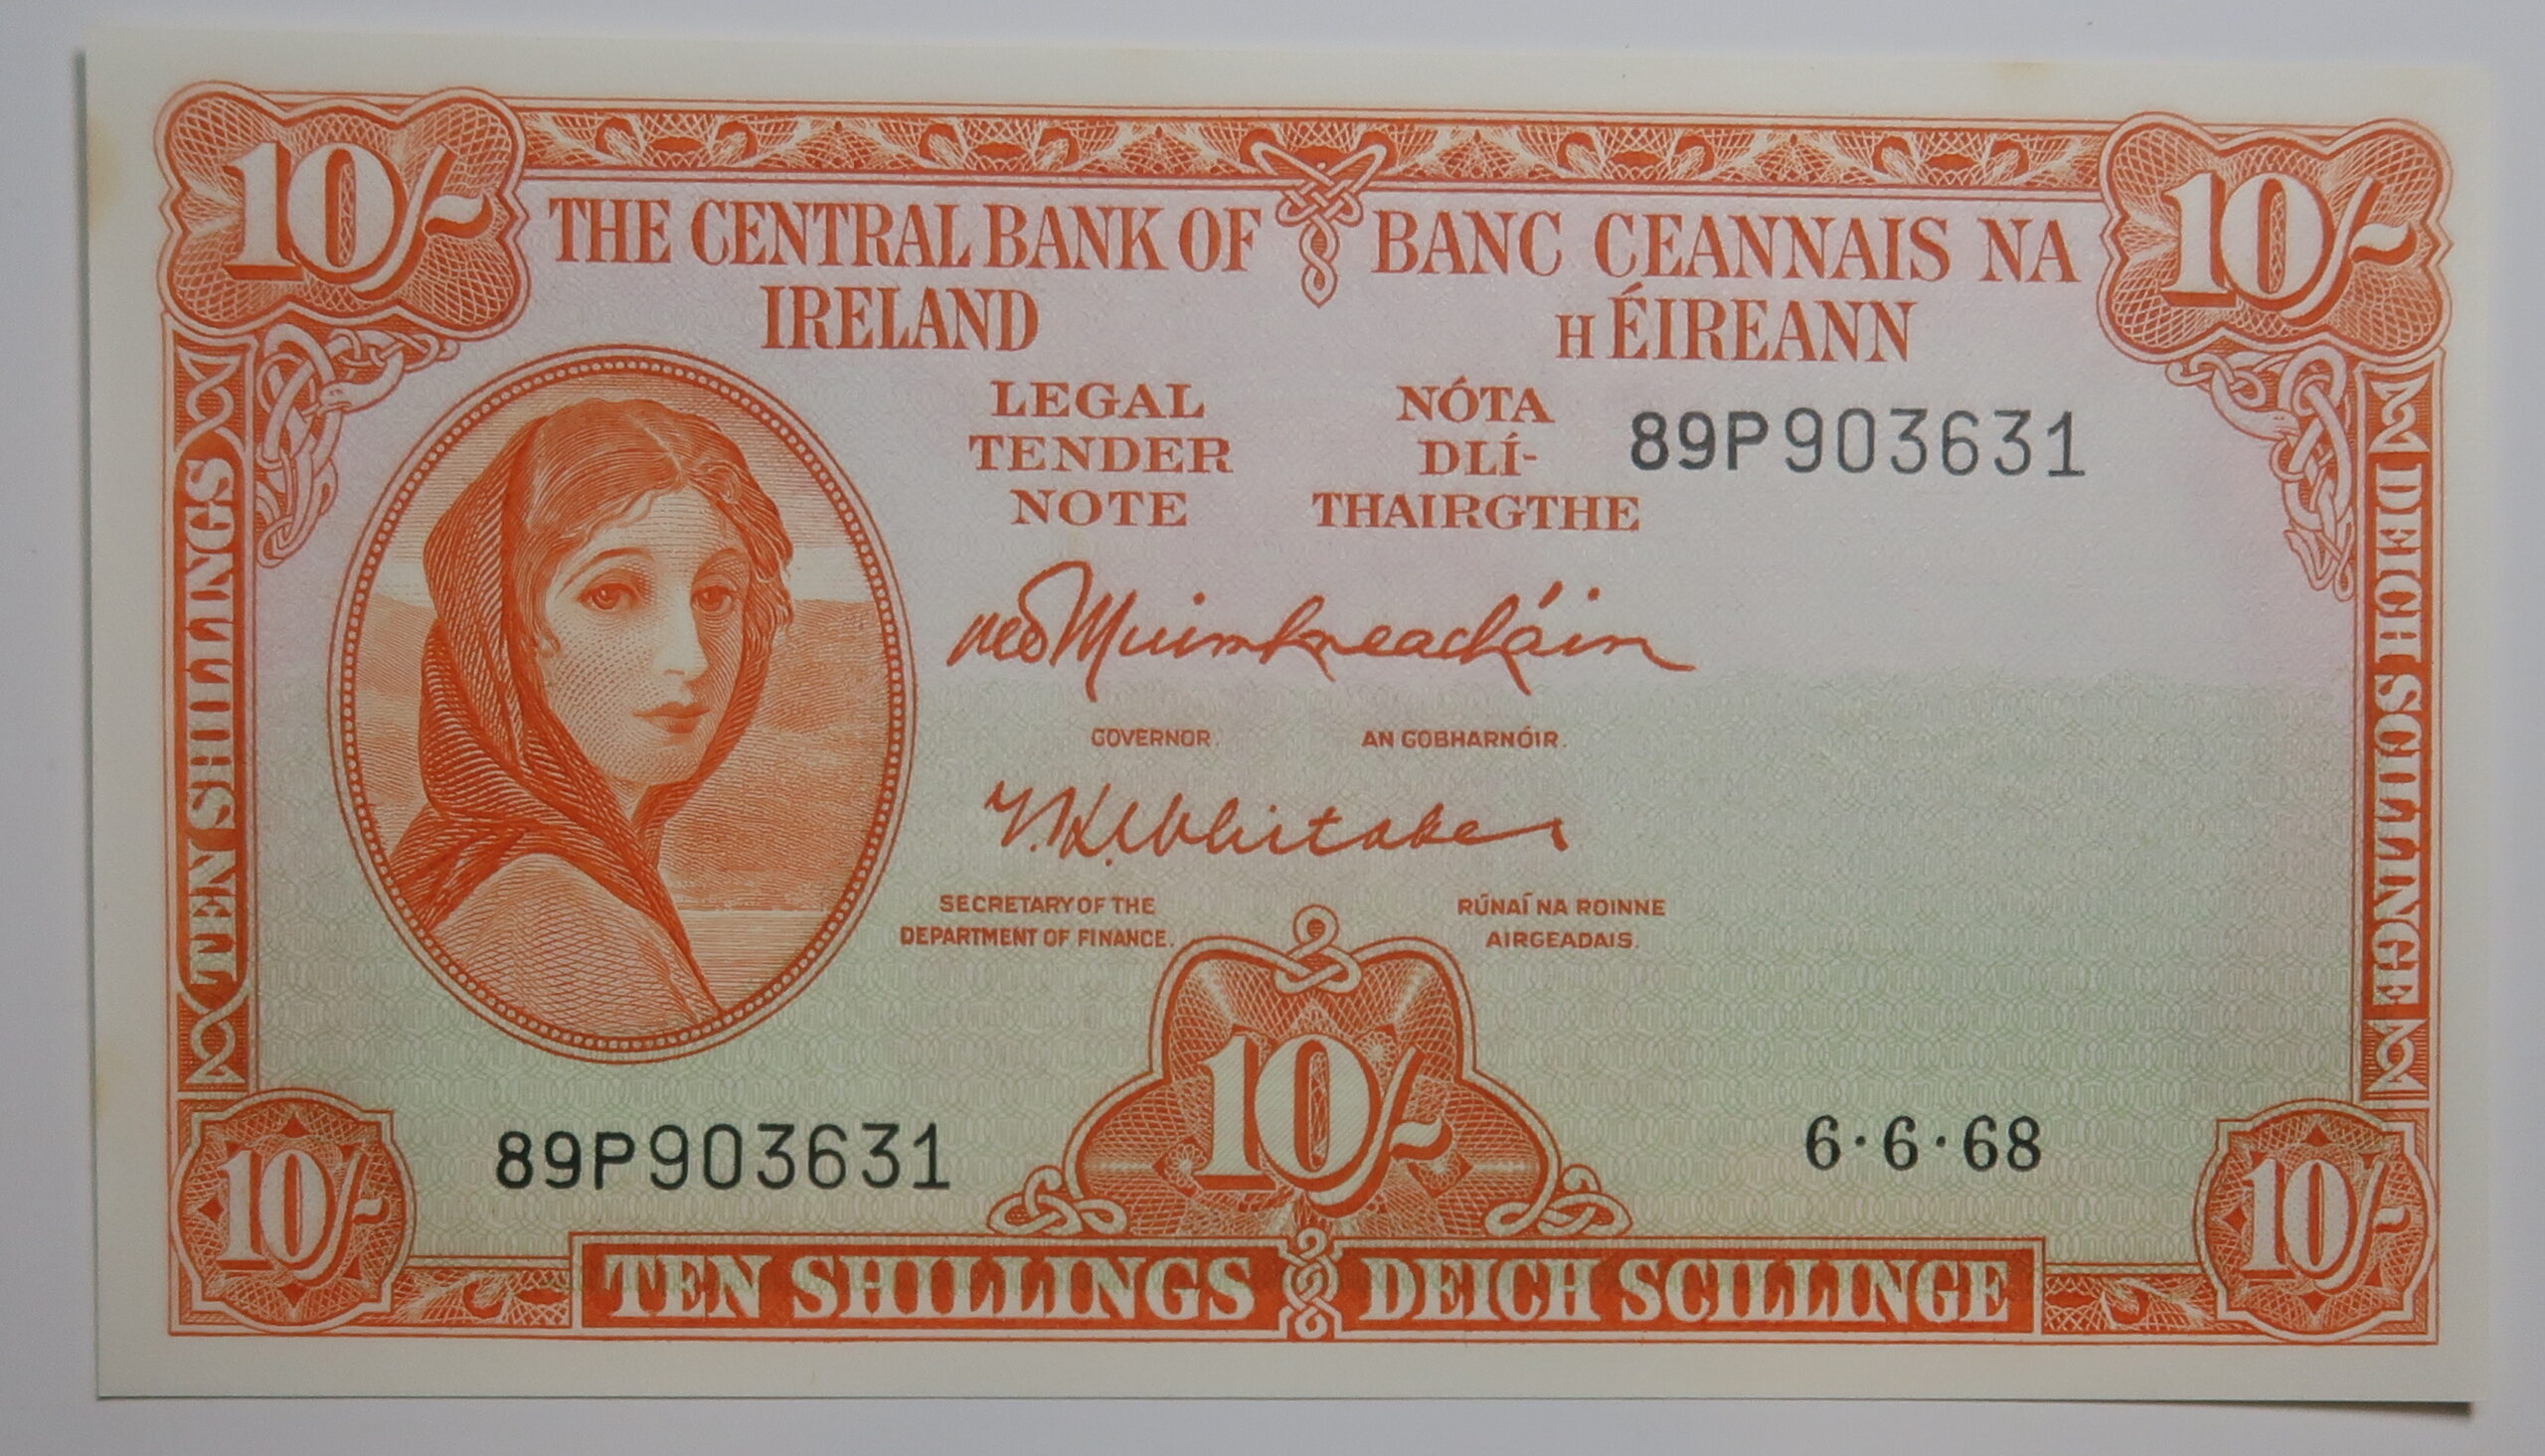 10/-
10/-
THE CENTRAL BANK OF
IRELAND
BANC CEANNAIS NA
H ÉIREANN
LEGAL
TENDER
NOTE
NÓTA
DLÍ-
THAIRGTHE
89P903631
TEN SHILLINGS
DEICH SCILLINGE
GOVERNOR.
AN GOBHARNÓIR.
T.K.Whitaker
SECRETARY OF THE
DEPARTMENT OF FINANCE.
RÚNAÍ NA ROINNE
AIRGEADAIS.
89P903631
10/-
6·6·68
10/-
TEN SHILLINGS
DEICH SCILLINGE
10/-